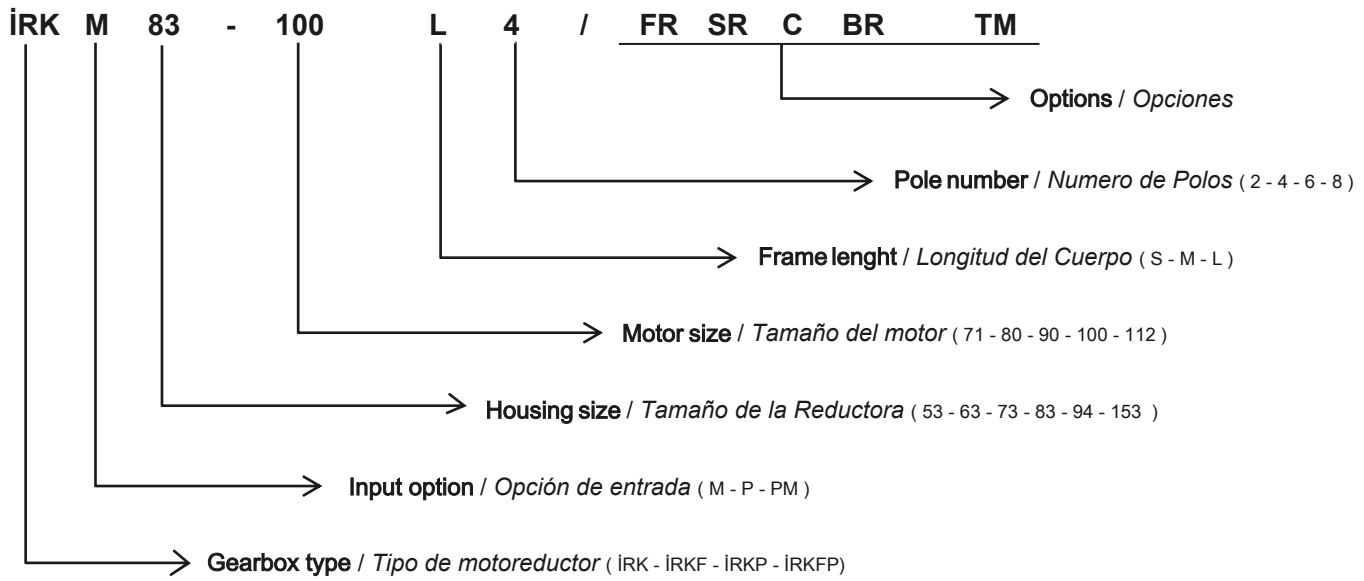 İRK M 83 - 100 L 4 / FR SR C BR TM
Options / Opciones
Pole number / Numero de Polos ( 2 - 4 - 6 - 8 )
Frame lenght / Longitud del Cuerpo ( S - M - L )
Motor size / Tamaño del motor ( 71 - 80 - 90 - 100 - 112 )
Housing size / Tamaño de la Reductora ( 53 - 63 - 73 - 83 - 94 - 153 )
Input option / Opción de entrada ( M - P - PM )
Gearbox type / Tipo de motoreductor ( İRK - İRKF - İRKP - İRKFP)